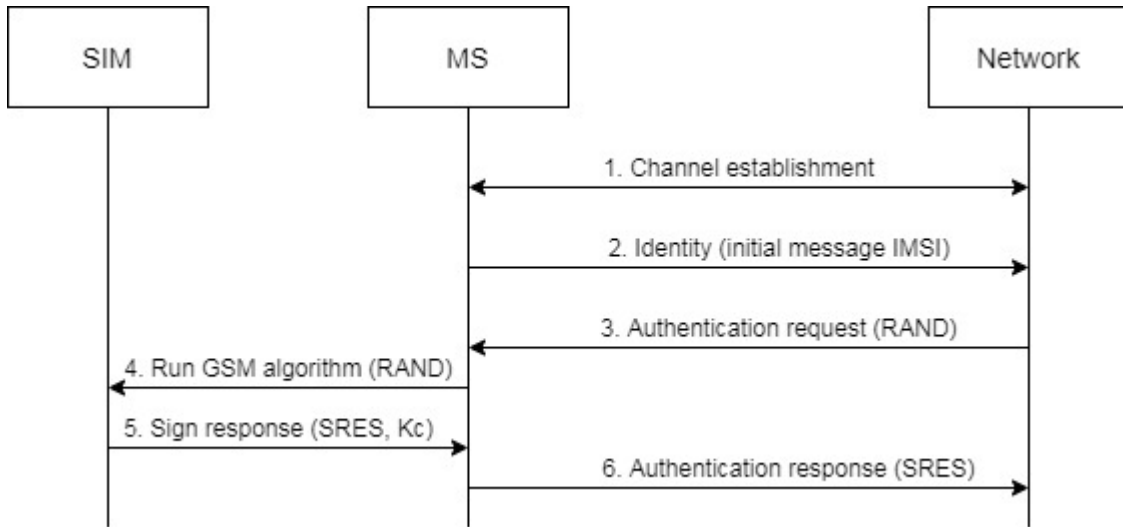 SIM
MS
Network
1. Channel establishment
2. Identity (initial message IMSI)
3. Authentication request (RAND)
4. Run GSM algorithm (RAND)
5. Sign response (SRES, Kc)
6. Authentication response (SRES)